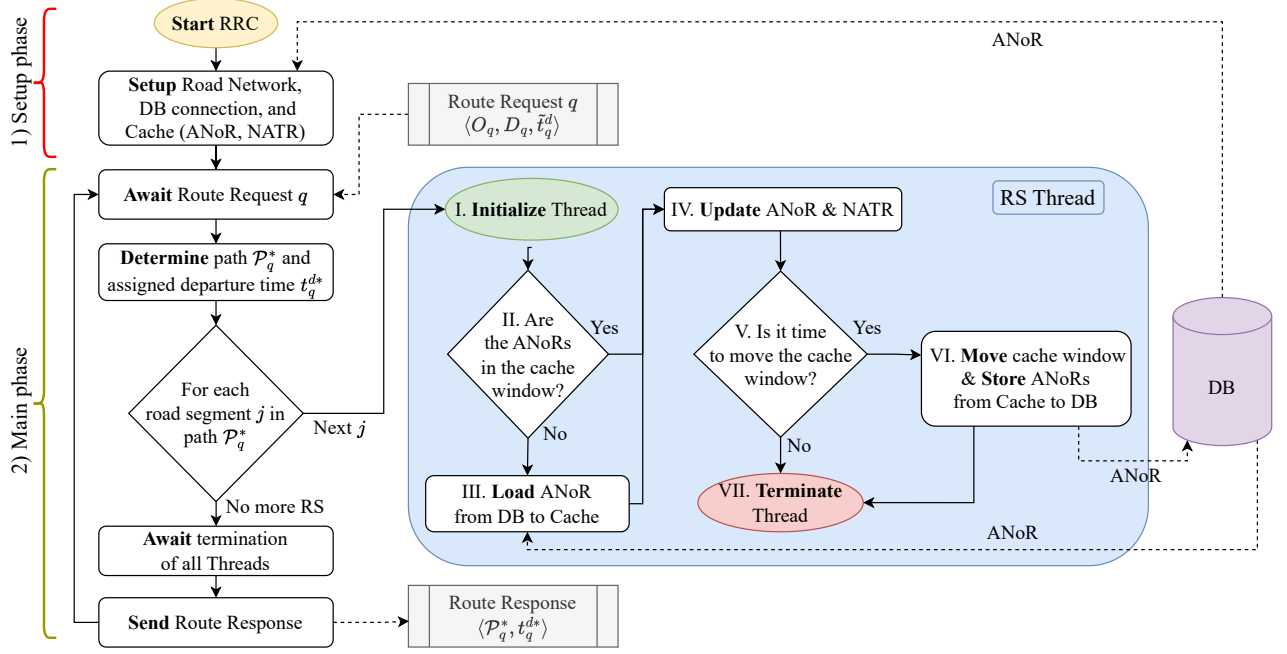 1) Setup phase
Start RRC
ANoR
Setup Road Network,
DB connection, and
Cache (ANoR, NATR)
Route Request q
⟨O_q, D_q, t̃_q^d⟩
2) Main phase
Await Route Request q
Determine path 𝒫_q^* and
assigned departure time t_q^{d*}
For each
road segment j in
path 𝒫_q^*
Next j
No more RS
Await termination
of all Threads
Send Route Response
Route Response
⟨𝒫_q^*, t_q^{d*}⟩
RS Thread
I. Initialize Thread
II. Are
the ANoRs
in the cache
window?
Yes
No
III. Load ANoR
from DB to Cache
IV. Update ANoR & NATR
V. Is it time
to move the cache
window?
Yes
No
VI. Move cache window
& Store ANoRs
from Cache to DB
VII. Terminate
Thread
ANoR
ANoR
DB